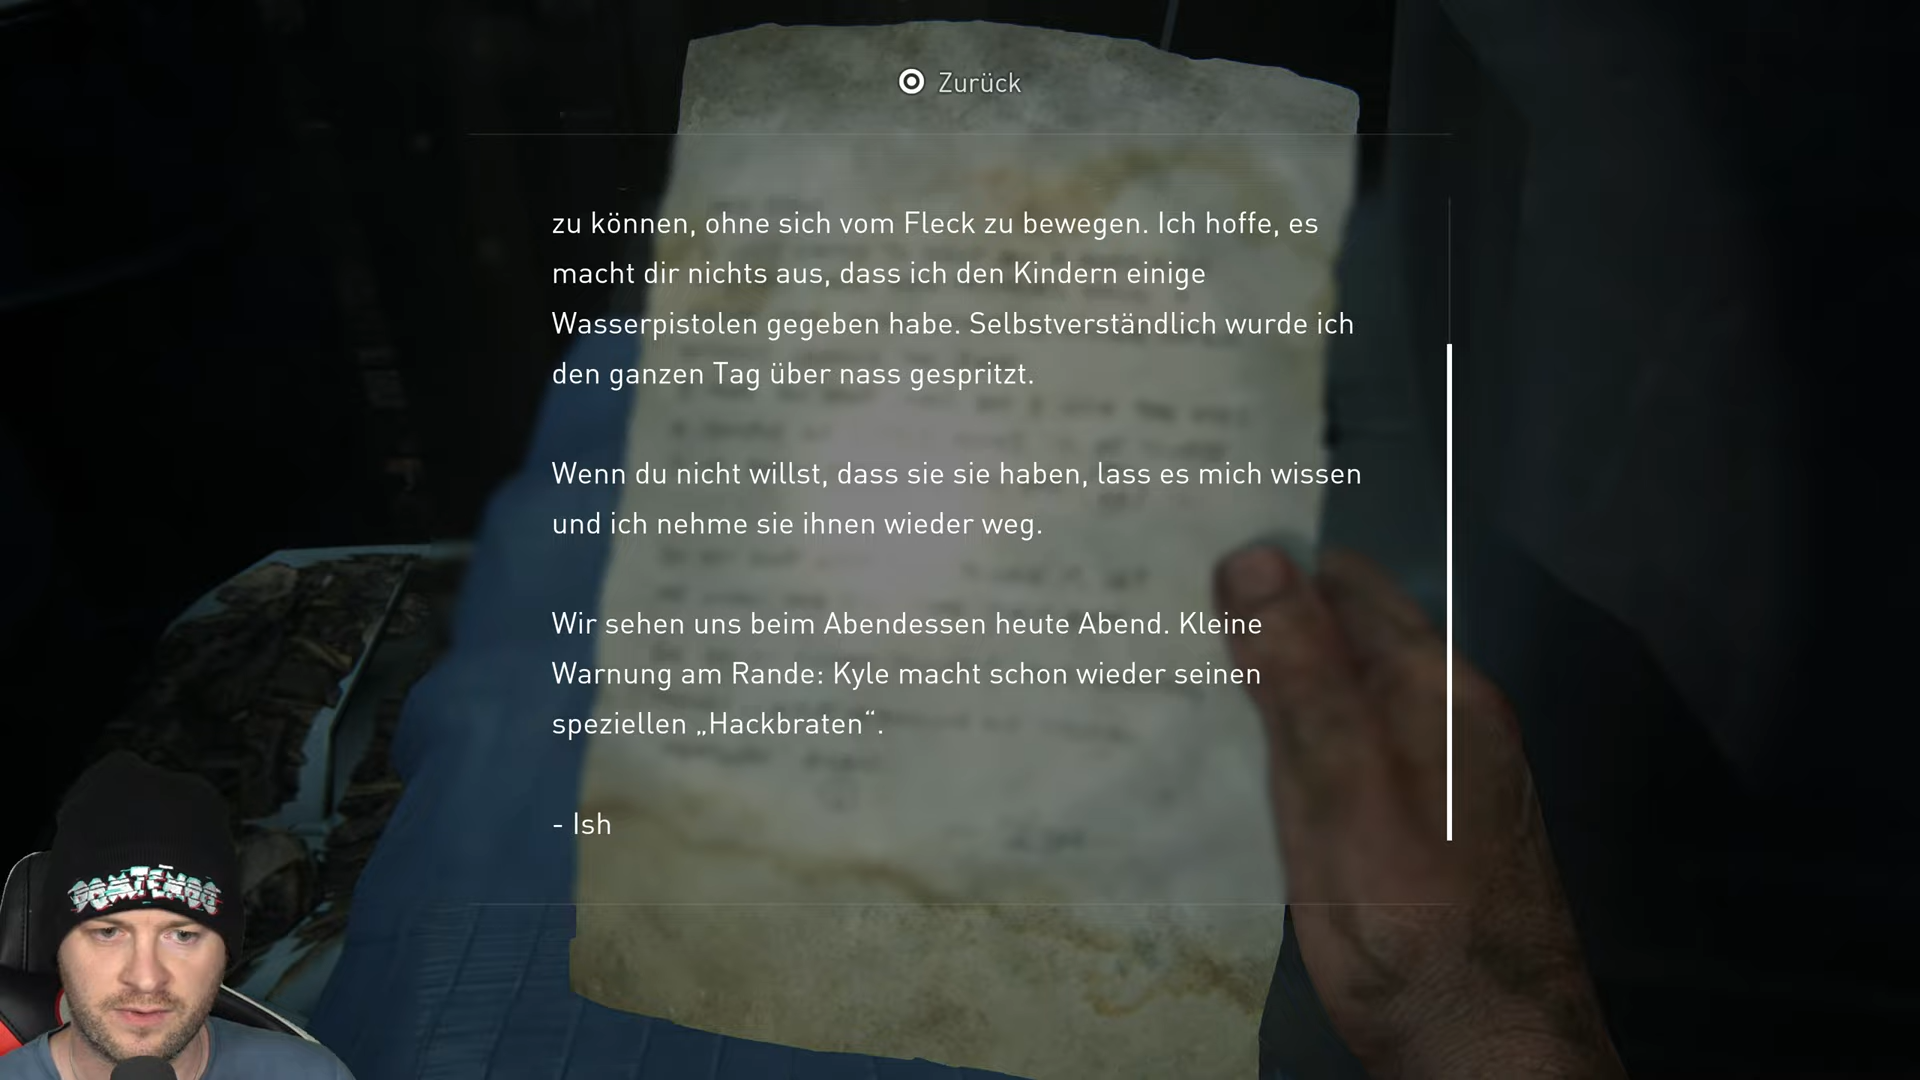 Zurück
zu können, ohne sich vom Fleck zu bewegen. Ich hoffe, es
macht dir nichts aus, dass ich den Kindern einige
Wasserpistolen gegeben habe. Selbstverständlich wurde ich
den ganzen Tag über nass gespritzt.
Wenn du nicht willst, dass sie sie haben, lass es mich wissen
und ich nehme sie ihnen wieder weg.
Wir sehen uns beim Abendessen heute Abend. Kleine
Warnung am Rande: Kyle macht schon wieder seinen
speziellen „Hackbraten“.
- Ish